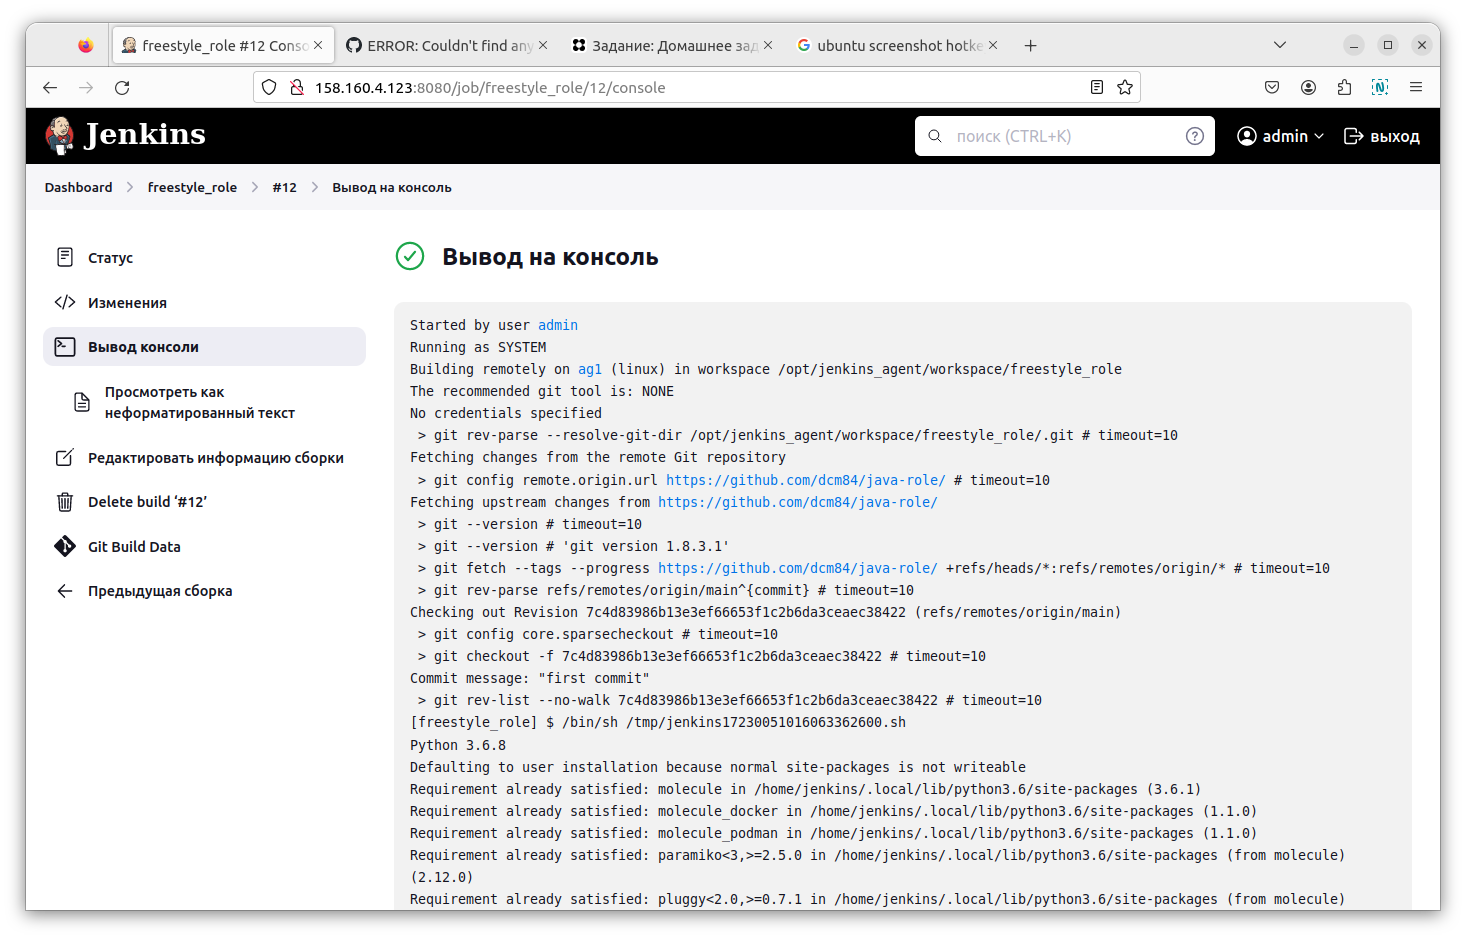 freestyle_role #12 Conso
ERROR: Couldn't find any
Задание: Домашнее зад
ubuntu screenshot hotke
158.160.4.123:8080/job/freestyle_role/12/console
Jenkins
поиск (CTRL+K)
admin
выход
Dashboard
freestyle_role
#12
Вывод на консоль
Статус
Изменения
Вывод консоли
Просмотреть как
неформатированный текст
Редактировать информацию сборки
Delete build ‘#12’
Git Build Data
Предыдущая сборка
Вывод на консоль
Started by user admin
Running as SYSTEM
Building remotely on ag1 (linux) in workspace /opt/jenkins_agent/workspace/freestyle_role
The recommended git tool is: NONE
No credentials specified
 > git rev-parse --resolve-git-dir /opt/jenkins_agent/workspace/freestyle_role/.git # timeout=10
Fetching changes from the remote Git repository
 > git config remote.origin.url https://github.com/dcm84/java-role/ # timeout=10
Fetching upstream changes from https://github.com/dcm84/java-role/
 > git --version # timeout=10
 > git --version # 'git version 1.8.3.1'
 > git fetch --tags --progress https://github.com/dcm84/java-role/ +refs/heads/*:refs/remotes/origin/* # timeout=10
 > git rev-parse refs/remotes/origin/main^{commit} # timeout=10
Checking out Revision 7c4d83986b13e3ef66653f1c2b6da3ceaec38422 (refs/remotes/origin/main)
 > git config core.sparsecheckout # timeout=10
 > git checkout -f 7c4d83986b13e3ef66653f1c2b6da3ceaec38422 # timeout=10
Commit message: "first commit"
 > git rev-list --no-walk 7c4d83986b13e3ef66653f1c2b6da3ceaec38422 # timeout=10
[freestyle_role] $ /bin/sh /tmp/jenkins17230051016063362600.sh
Python 3.6.8
Defaulting to user installation because normal site-packages is not writeable
Requirement already satisfied: molecule in /home/jenkins/.local/lib/python3.6/site-packages (3.6.1)
Requirement already satisfied: molecule_docker in /home/jenkins/.local/lib/python3.6/site-packages (1.1.0)
Requirement already satisfied: molecule_podman in /home/jenkins/.local/lib/python3.6/site-packages (1.1.0)
Requirement already satisfied: paramiko<3,>=2.5.0 in /home/jenkins/.local/lib/python3.6/site-packages (from molecule)
(2.12.0)
Requirement already satisfied: pluggy<2.0,>=0.7.1 in /home/jenkins/.local/lib/python3.6/site-packages (from molecule)